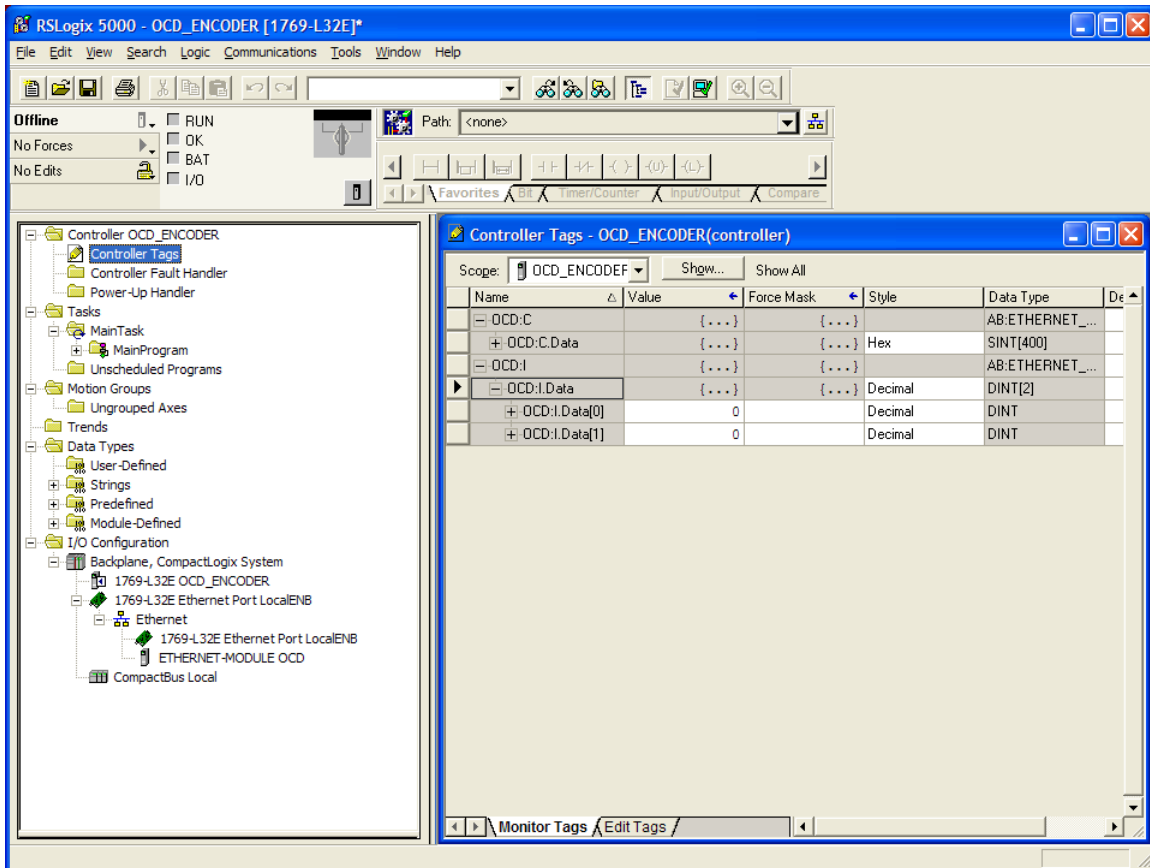 RSLogix 5000 - OCD_ENCODER [1769-L32E]*
File Edit View Search Logic Communications Tools Window Help
Offline
RUN
No Forces
OK
No Edits
BAT
I/O
Path: <none>
Favorites Bit Timer/Counter Input/Output Compare
Controller OCD_ENCODER
Controller Tags
Controller Fault Handler
Power-Up Handler
Tasks
MainTask
MainProgram
Unscheduled Programs
Motion Groups
Ungrouped Axes
Trends
Data Types
User-Defined
Strings
Predefined
Module-Defined
I/O Configuration
Backplane, CompactLogix System
1769-L32E OCD_ENCODER
1769-L32E Ethernet Port LocalENB
Ethernet
1769-L32E Ethernet Port LocalENB
ETHERNET-MODULE OCD
CompactBus Local
Controller Tags - OCD_ENCODER(controller)
Scope: OCD_ENCODEF Show... Show All
Name Value Force Mask Style Data Type De
OCD:C {...} {...} AB:ETHERNET_...
OCD:C.Data {...} {...} Hex SINT[400]
OCD:I {...} {...} AB:ETHERNET_...
OCD:I.Data {...} {...} Decimal DINT[2]
OCD:I.Data[0] 0 Decimal DINT
OCD:I.Data[1] 0 Decimal DINT
Monitor Tags Edit Tags